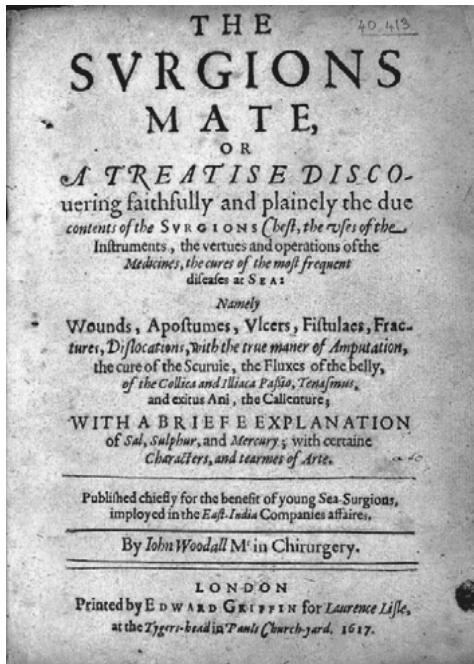 THE
40.413
SVRGIONS
MATE,
OR
A TREATISE DISCO-
uering faithfully and plainely the due
contents of the SVRGIONS Cheſt, the vſes of the
Inſtruments, the vertues and operations of the
Medicines, the cures of the moſt frequent
diſeaſes at SEA:
Namely
Wounds, Apoſtumes, Vlcers, Fiſtulaes, Frac-
tures, Diſlocations, with the true maner of Amputation,
the cure of the Scuruie, the Fluxes of the belly,
of the Collica and Illiaca Paſsio, Tenaſmus,
and exitus Ani, the Callenture;
WITH A BRIEFE EXPLANATION
of Sal, Sulphur, and Mercury; with certaine
Characters, and tearmes of Arte.
Publiſhed chiefly for the benefit of young Sea-Surgions,
imployed in the Eaſt-India Companies affaires.
By Iohn Woodall Mr. in Chirurgery.
LONDON
Printed by EDWARD GRIFFIN for Laurence Liſle,
at the Tygers-head in Pauls Church-yard. 1617.